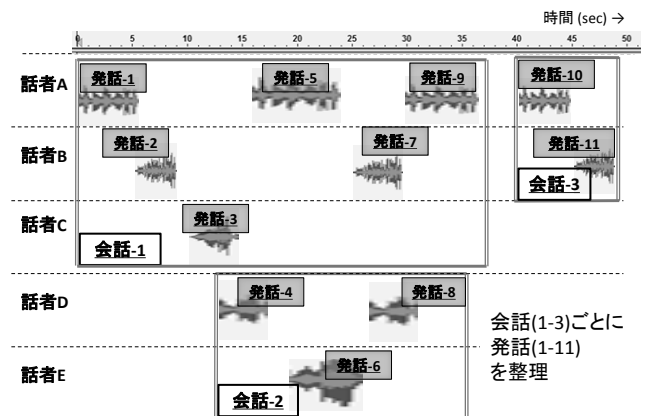 時間 (sec) →
0 5 10 15 20 25 30 35 40 45 50
話者A
発話-1
発話-5
発話-9
発話-10
話者B
発話-2
発話-7
発話-11
会話-3
話者C
発話-3
会話-1
話者D
発話-4
発話-8
会話(1-3)ごとに
発話(1-11)
を整理
話者E
発話-6
会話-2